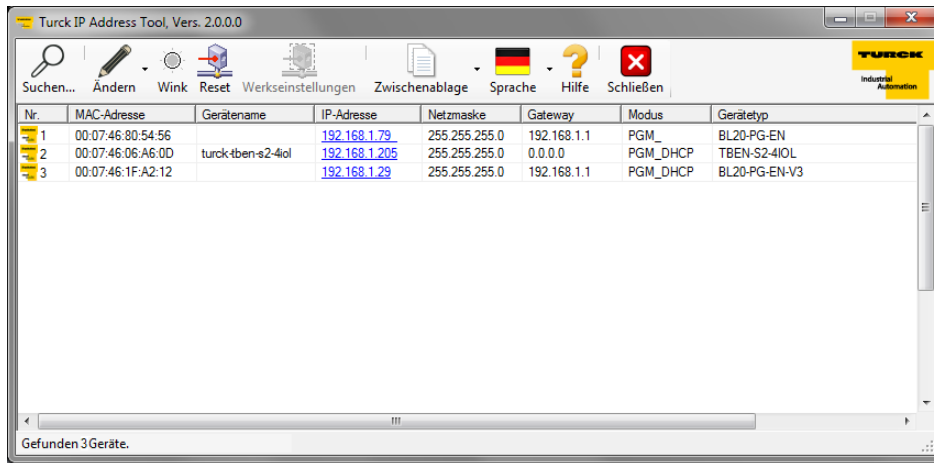 Turck IP Address Tool, Vers. 2.0.0.0
Suchen... Ändern Wink Reset Werkseinstellungen Zwischenablage Sprache Hilfe Schließen
TURCK
Industrial
Automation
Nr. MAC-Adresse Gerätename IP-Adresse Netzmaske Gateway Modus Gerätetyp
1 00:07:46:80:54:56 192.168.1.79 255.255.255.0 192.168.1.1 PGM_ BL20-PG-EN
2 00:07:46:06:A6:0D turck-tben-s2-4iol 192.168.1.205 255.255.255.0 0.0.0.0 PGM_DHCP TBEN-S2-4IOL
3 00:07:46:1F:A2:12 192.168.1.29 255.255.255.0 192.168.1.1 PGM_DHCP BL20-PG-EN-V3
Gefunden 3 Geräte.